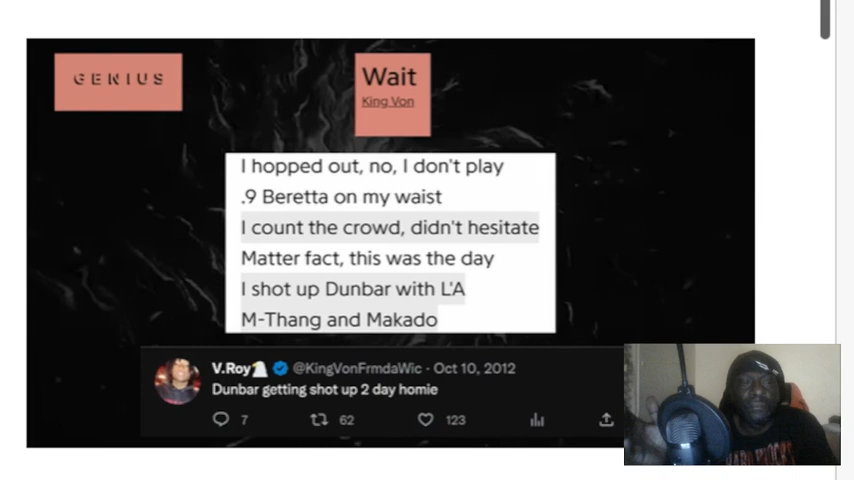 GENIUS
Wait
King Von
I hopped out, no, I don't play
.9 Beretta on my waist
I count the crowd, didn't hesitate
Matter fact, this was the day
I shot up Dunbar with L'A
M-Thang and Makado
V.Roy @KingVonFrmdaWic · Oct 10, 2012
Dunbar getting shot up 2 day homie
7 62 123